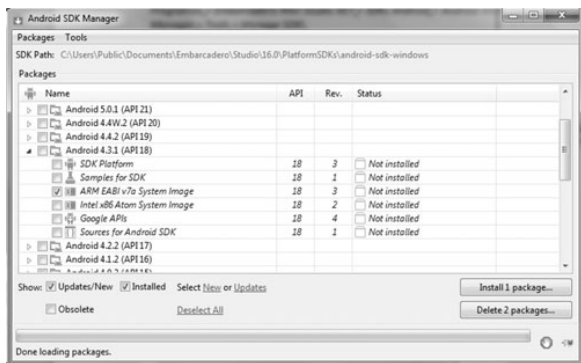 Android SDK Manager
Packages Tools
SDK Path: C:\Users\Public\Documents\Embarcadero\Studio\16.0\PlatformSDKs\android-sdk-windows
Packages
Name API Rev. Status
Android 5.0.1 (API 21)
Android 4.4W.2 (API 20)
Android 4.4.2 (API 19)
Android 4.3.1 (API 18)
SDK Platform 18 3 Not installed
Samples for SDK 18 1 Not installed
ARM EABI v7a System Image 18 3 Not installed
Intel x86 Atom System Image 18 2 Not installed
Google APIs 18 4 Not installed
Sources for Android SDK 18 1 Not installed
Android 4.2.2 (API 17)
Android 4.1.2 (API 16)
Show: Updates/New Installed Select New or Updates Install 1 package...
Obsolete Deselect All Delete 2 packages...
Done loading packages.